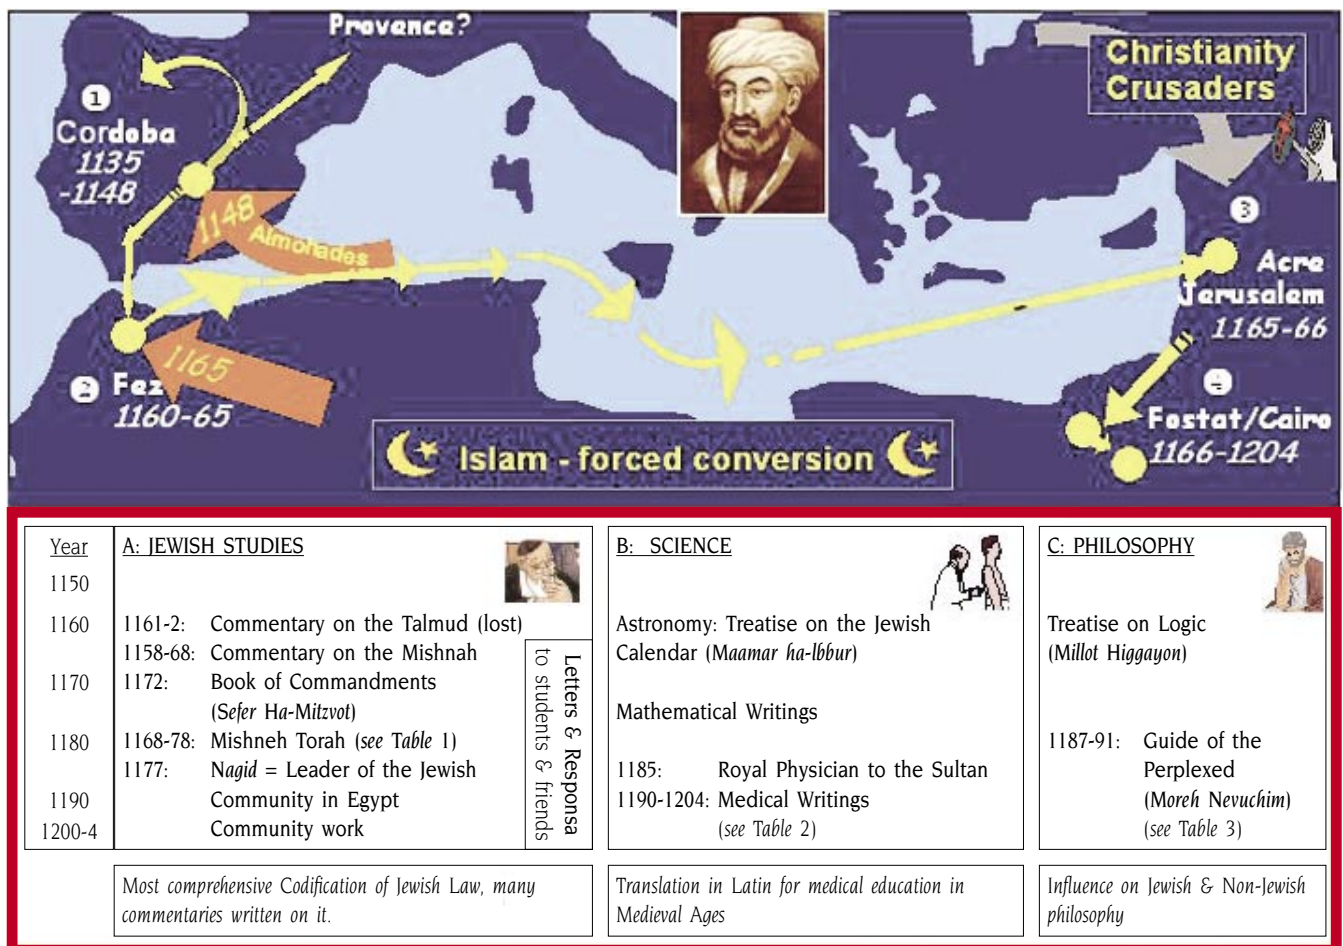 Provence?
Christianity
Crusaders
1
Cordoba
1135
-1148
1148
Almohades
3
Acre
Jerusalem
1165-66
1165
2 Fez
1160-65
4
Fostat/Cairo
1166-1204
Islam - forced conversion
Year
1150
1160
1170
1180
1190
1200-4
A: JEWISH STUDIES
1161-2: Commentary on the Talmud (lost)
1158-68: Commentary on the Mishnah
1172: Book of Commandments
(Sefer Ha-Mitzvot)
1168-78: Mishneh Torah (see Table 1)
1177: Nagid = Leader of the Jewish
Community in Egypt
Community work
Letters & Responsa
to students & friends
B: SCIENCE
Astronomy: Treatise on the Jewish
Calendar (Maamar ha-lbbur)
Mathematical Writings
1185: Royal Physician to the Sultan
1190-1204: Medical Writings
(see Table 2)
C: PHILOSOPHY
Treatise on Logic
(Millot Higgayon)
1187-91: Guide of the
Perplexed
(Moreh Nevuchim)
(see Table 3)
Most comprehensive Codification of Jewish Law, many
commentaries written on it.
Translation in Latin for medical education in
Medieval Ages
Influence on Jewish & Non-Jewish
philosophy